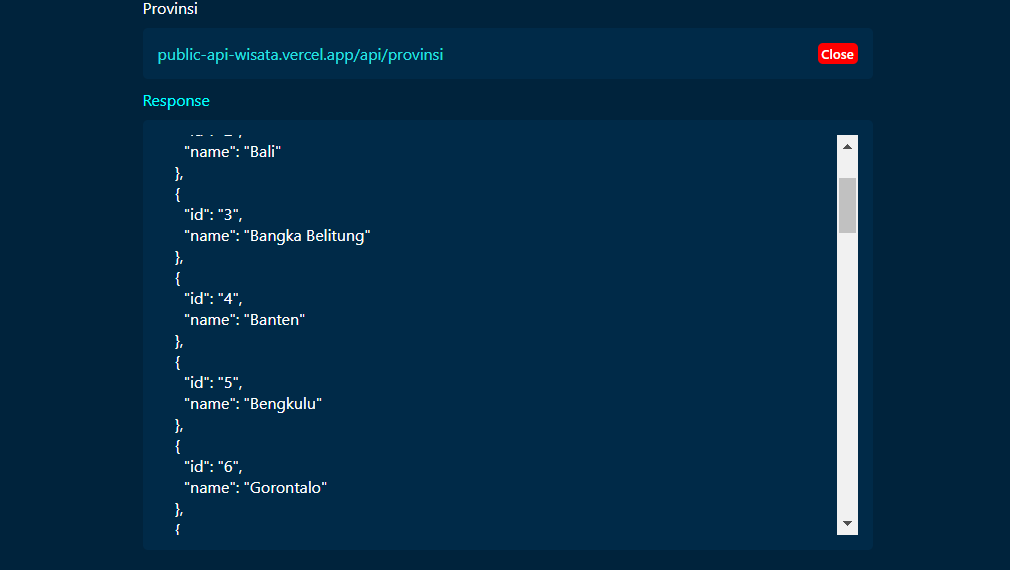 Provinsi
public-api-wisata.vercel.app/api/provinsi
Close
Response
"name": "Bali"
},
{
"id": "3",
"name": "Bangka Belitung"
},
{
"id": "4",
"name": "Banten"
},
{
"id": "5",
"name": "Bengkulu"
},
{
"id": "6",
"name": "Gorontalo"
},
{